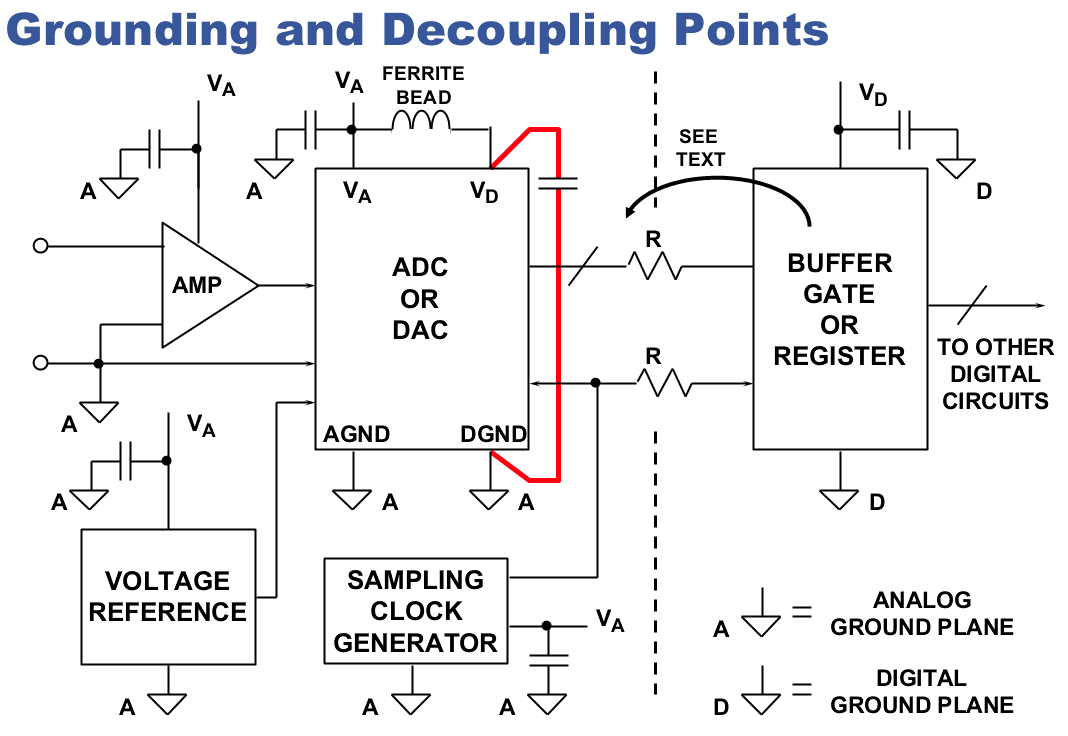 Grounding and Decoupling Points
VA
VA
FERRITE
BEAD
VD
SEE
TEXT
A
A
D
VA
VD
R
AMP
ADC
OR
DAC
BUFFER
GATE
OR
REGISTER
R
TO OTHER
DIGITAL
CIRCUITS
A
VA
AGND
DGND
A
A
A
D
VOLTAGE
REFERENCE
SAMPLING
CLOCK
GENERATOR
VA
A
A
A
A = ANALOG
GROUND PLANE
D = DIGITAL
GROUND PLANE